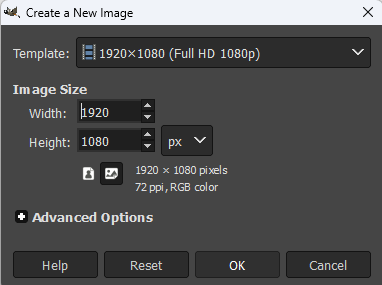 Create a New Image
Template: 1920×1080 (Full HD 1080p)
Image Size
Width: 1920
Height: 1080 px
1920 × 1080 pixels
72 ppi, RGB color
Advanced Options
Help Reset OK Cancel